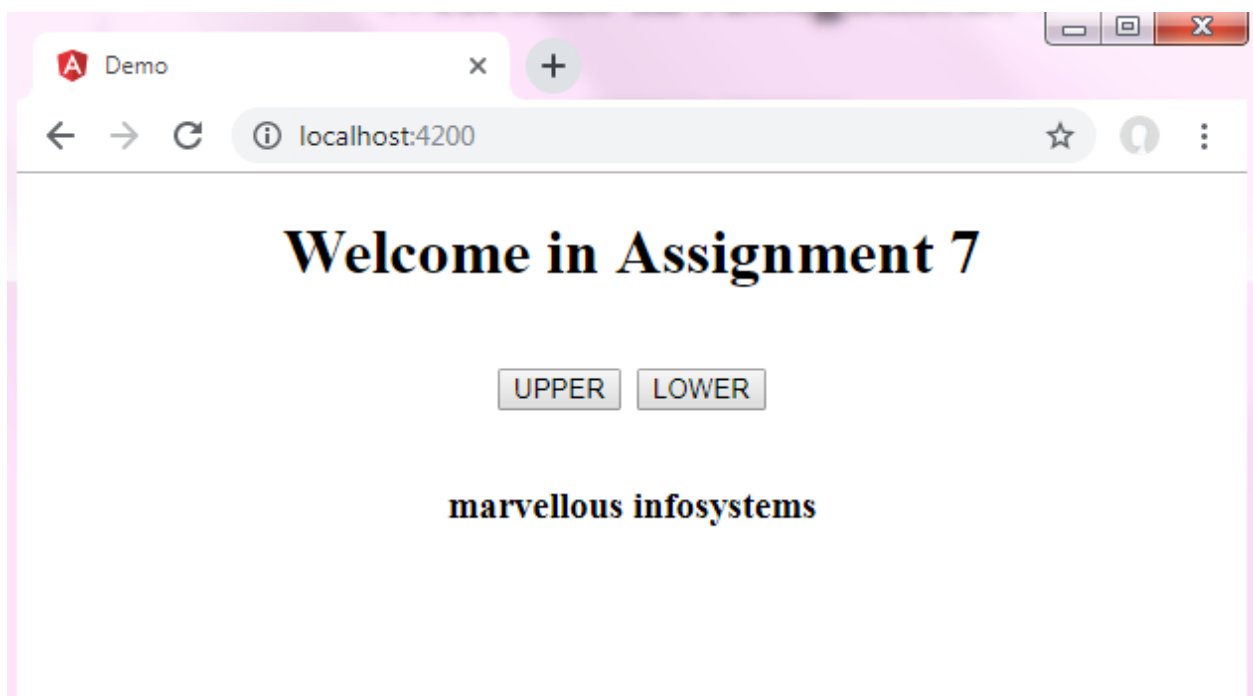 Demo
localhost:4200
Welcome in Assignment 7
UPPER LOWER
marvellous infosystems